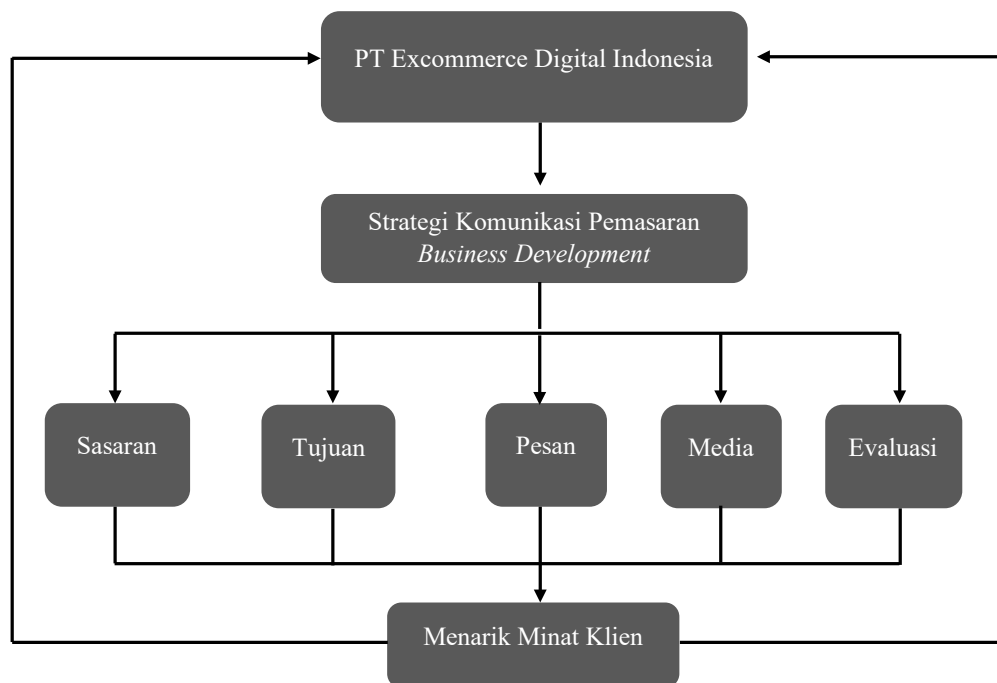 PT Excommerce Digital Indonesia
Strategi Komunikasi Pemasaran
Business Development
Sasaran
Tujuan
Pesan
Media
Evaluasi
Menarik Minat Klien